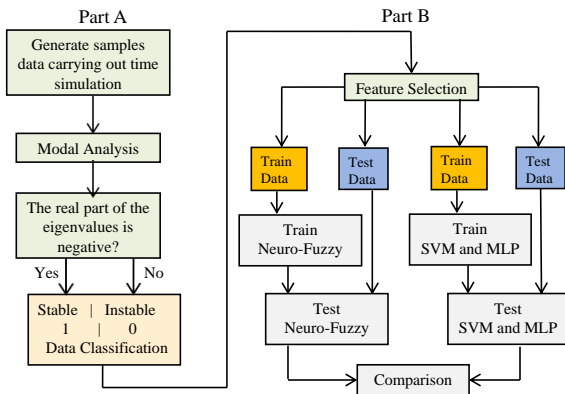 Part A
Generate samples
data carrying out time
simulation
Modal Analysis
The real part of the
eigenvalues is
negative?
Yes
No
Stable | Instable
1 | 0
Data Classification
Part B
Feature Selection
Train
Data
Test
Data
Train
Data
Test
Data
Train
Neuro-Fuzzy
Train
SVM and MLP
Test
Neuro-Fuzzy
Test
SVM and MLP
Comparison